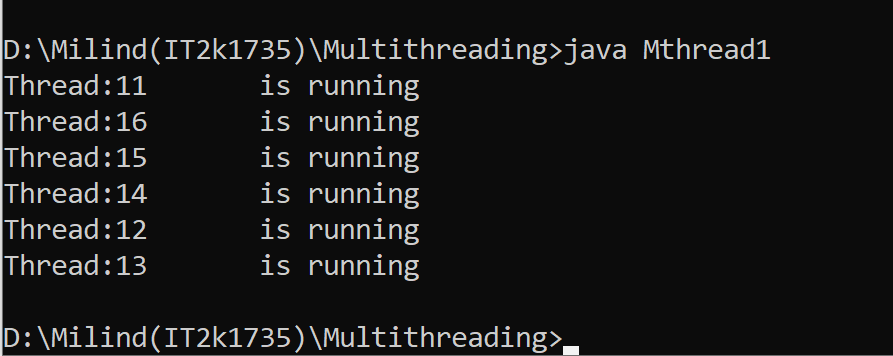 D:\Milind(IT2k1735)\Multithreading>java Mthread1
Thread:11       is running
Thread:16       is running
Thread:15       is running
Thread:14       is running
Thread:12       is running
Thread:13       is running
D:\Milind(IT2k1735)\Multithreading>